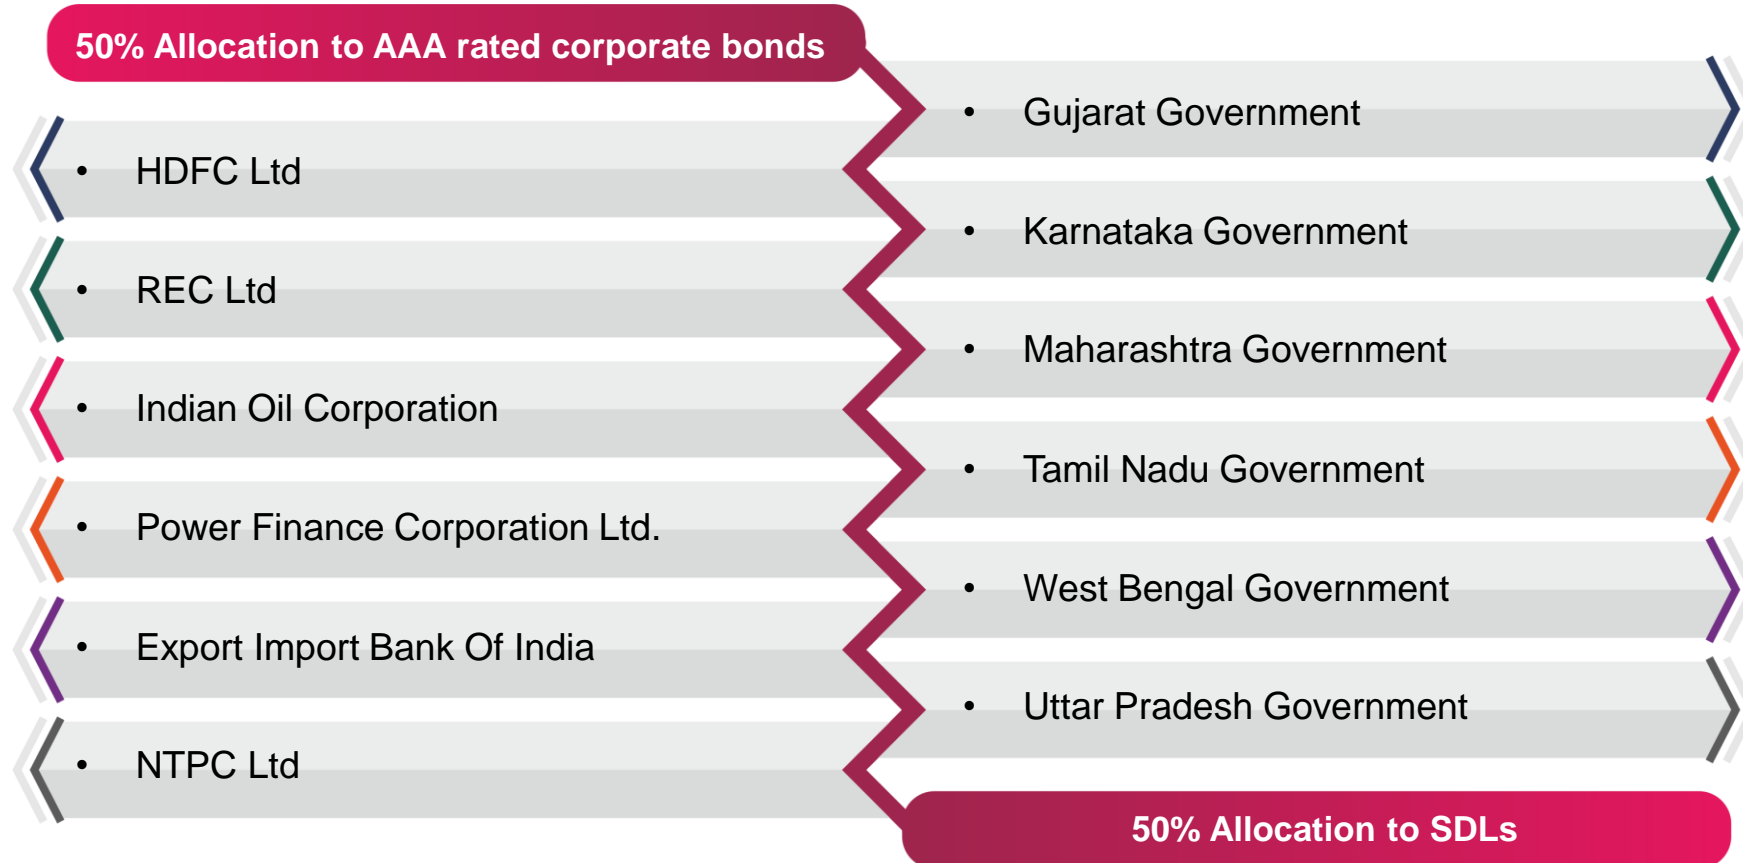 50% Allocation to AAA rated corporate bonds
• HDFC Ltd
• REC Ltd
• Indian Oil Corporation
• Power Finance Corporation Ltd.
• Export Import Bank Of India
• NTPC Ltd
• Gujarat Government
• Karnataka Government
• Maharashtra Government
• Tamil Nadu Government
• West Bengal Government
• Uttar Pradesh Government
50% Allocation to SDLs